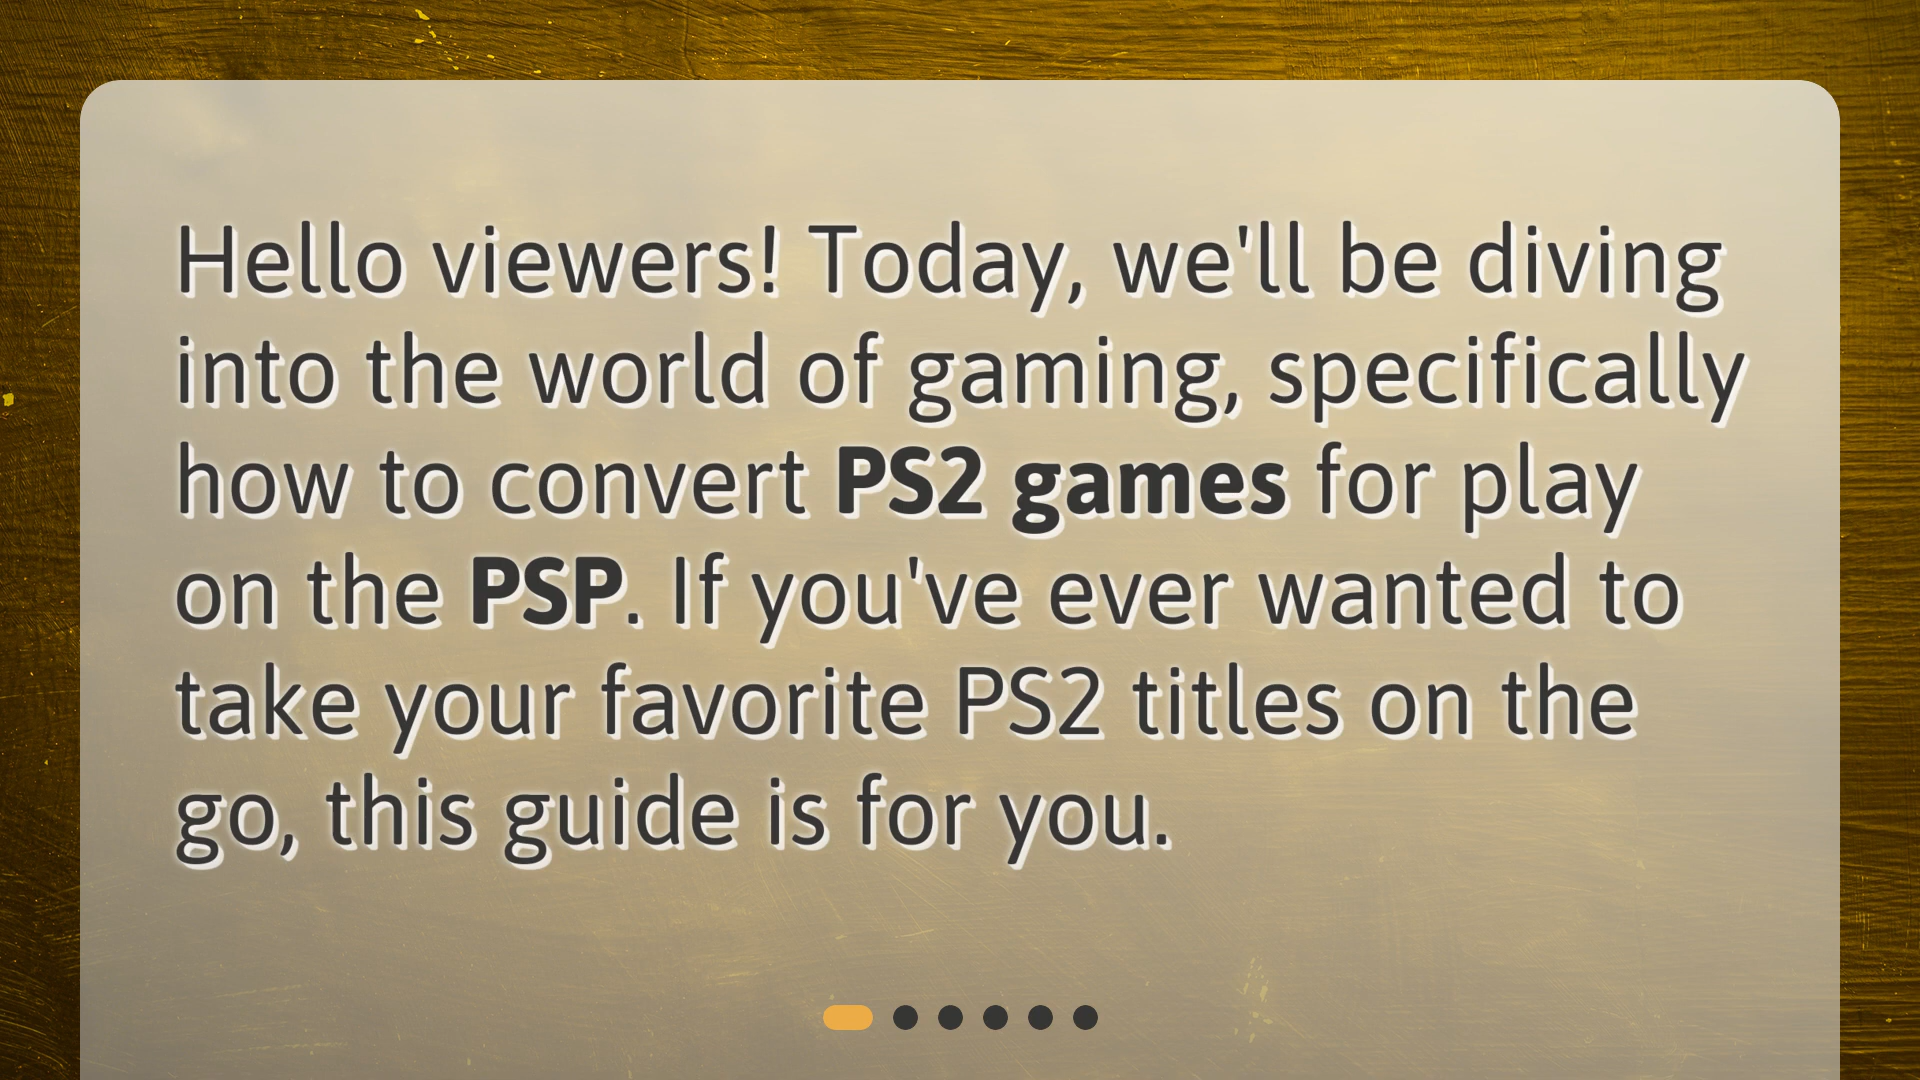 Hello viewers! Today, we'll be diving
into the world of gaming, specifically
how to convert PS2 games for play
on the PSP. If you've ever wanted to
take your favorite PS2 titles on the
go, this guide is for you.